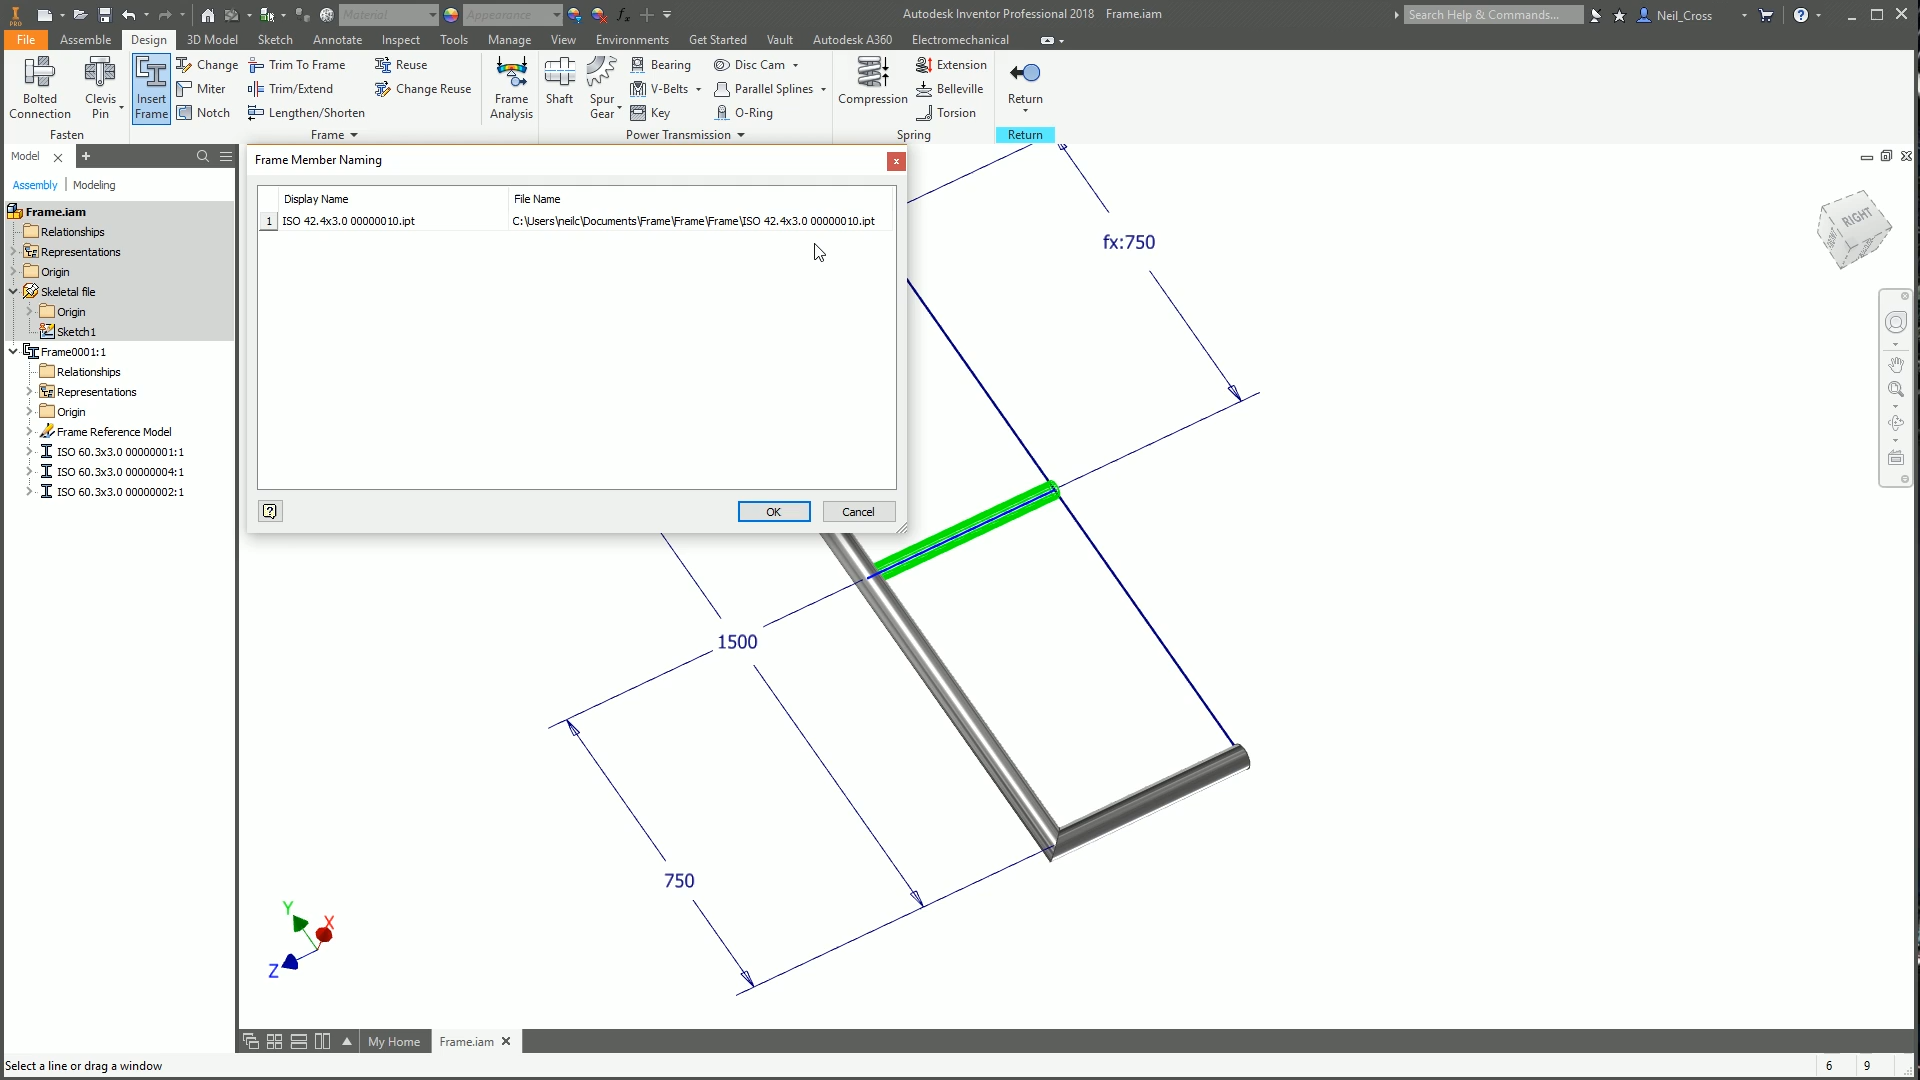 Material
Appearance
Autodesk Inventor Professional 2018 Frame.iam
Search Help & Commands...
Neil_Cross
PRO
File Assemble Design 3D Model Sketch Annotate Inspect Tools Manage View Environments Get Started Vault Autodesk A360 Electromechanical
Bolted Connection
Clevis Pin
Insert Frame
Change
Miter
Notch
Trim To Frame
Trim/Extend
Lengthen/Shorten
Reuse
Change Reuse
Frame Analysis
Shaft
Spur Gear
Bearing
V-Belts
Key
Disc Cam
Parallel Splines
O-Ring
Compression
Extension
Belleville
Torsion
Return
Fasten
Frame
Power Transmission
Spring
Return
Model
Assembly | Modeling
Frame.iam
Relationships
Representations
Origin
Skeletal file
Origin
Sketch1
Frame0001:1
Relationships
Representations
Origin
Frame Reference Model
ISO 60.3x3.0 00000001:1
ISO 60.3x3.0 00000004:1
ISO 60.3x3.0 00000002:1
Frame Member Naming
Display Name File Name
1 ISO 42.4x3.0 00000010.ipt C:\Users\neilc\Documents\Frame\Frame\Frame\ISO 42.4x3.0 00000010.ipt
OK Cancel
fx:750
RIGHT
1500
750
Y
X
Z
My Home Frame.iam
Select a line or drag a window
6 9